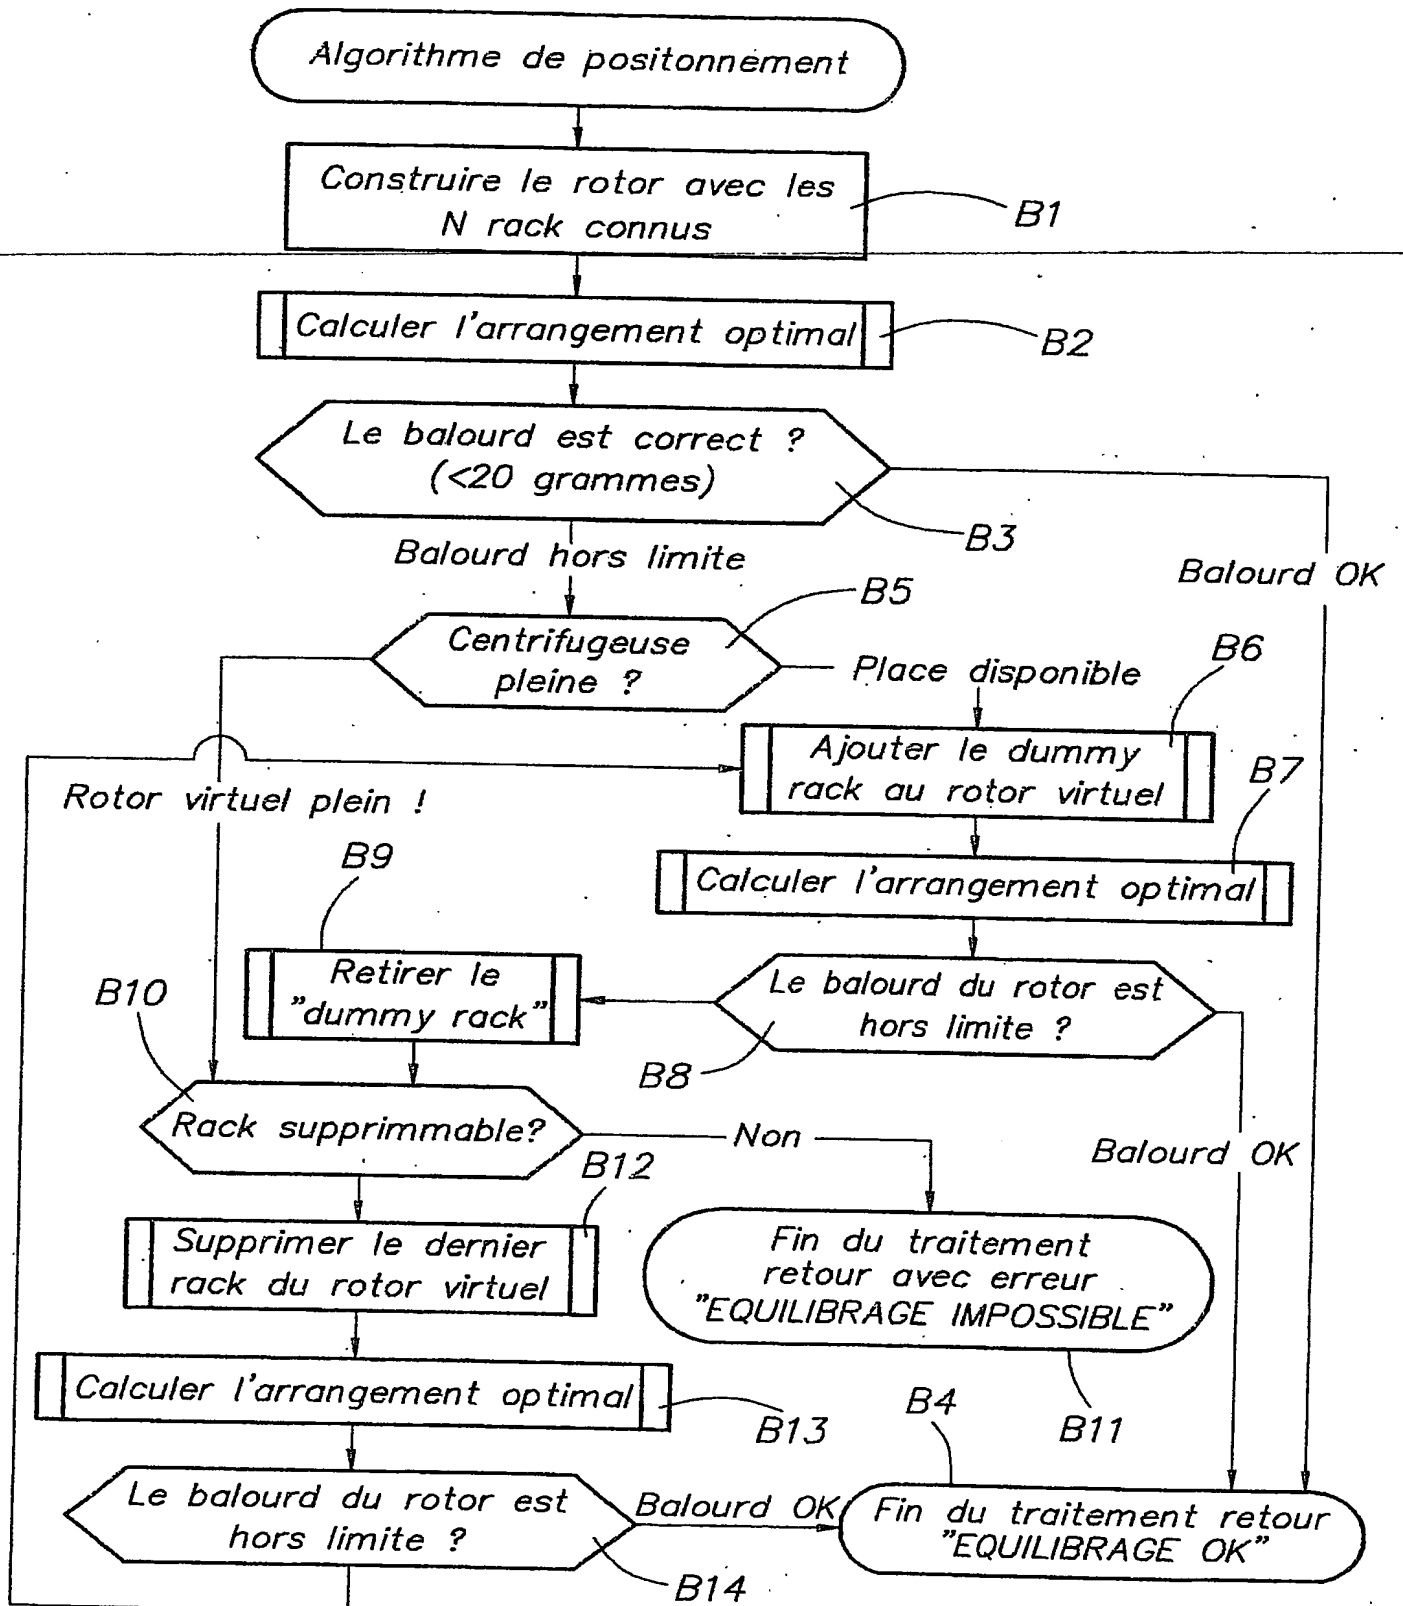 Algorithme de positonnement
Construire le rotor avec les
N rack connus
B1
Calculer l'arrangement optimal
B2
Le balourd est correct ?
(<20 grammes)
B3
Balourd hors limite
Balourd OK
B5
Centrifugeuse
pleine ?
Place disponible
B6
Ajouter le dummy
rack au rotor virtuel
B7
Rotor virtuel plein !
Calculer l'arrangement optimal
B9
Retirer le
"dummy rack"
Le balourd du rotor est
hors limite ?
B8
B10
Rack supprimmable?
Non
Balourd OK
B12
Supprimer le dernier
rack du rotor virtuel
Fin du traitement
retour avec erreur
"EQUILIBRAGE IMPOSSIBLE"
B11
Calculer l'arrangement optimal
B13
B4
Le balourd du rotor est
hors limite ?
Balourd OK
Fin du traitement retour
"EQUILIBRAGE OK"
B14